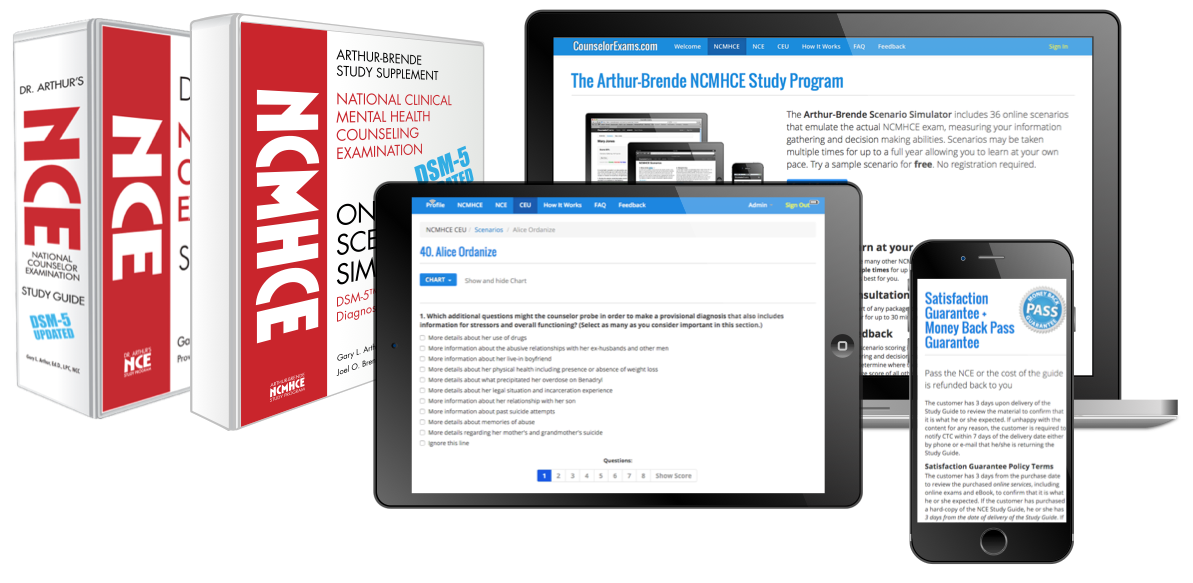 DR. ARTHUR'S
NCE
NATIONAL
COUNSELOR
EXAMINATION
STUDY GUIDE
DSM-5
UPDATED
Gary L. Arthur, Ed.D., LPC, NCC
NCE
DR. ARTHUR'S
NCE
STUDY PROGRAM
NCMHCE
ARTHUR-BRENDE
NCMHCE
STUDY PROGRAM
ARTHUR-BRENDE
STUDY SUPPLEMENT
NATIONAL CLINICAL
MENTAL HEALTH
COUNSELING
EXAMINATION
DSM-5
UPDATED
DSM-5™
Gary L.
Joel O.
CounselorExams.com Welcome NCMHCE NCE CEU How It Works FAQ Feedback Sign In
The Arthur-Brende NCMHCE Study Program
The Arthur-Brende Scenario Simulator includes 36 online scenarios
that emulate the actual NCMHCE exam, measuring your information
gathering and decision making abilities. Scenarios may be taken
multiple times for up to a full year allowing you to learn at your own
pace. Try a sample scenario for free. No registration required.
at your
many other
times for up
best for you.
of any package
for up to 30
scenario scoring
and
where
score of all
Profile NCMHCE NCE CEU How It Works FAQ Feedback Admin Sign Out
NCMHCE CEU / Scenarios / Alice Ordanize
40. Alice Ordanize
CHART Show and hide Chart
1. Which additional questions might the counselor probe in order to make a provisional diagnosis that also includes
information for stressors and overall functioning? (Select as many as you consider important in this section.)
More details about her use of drugs
More information about the abusive relationships with her ex-husbands and other men
More information about her live-in boyfriend
More details about her physical health including presence or absence of weight loss
More details about what precipitated her overdose on Benadryl
More details about her legal situation and incarceration experience
More information about her relationship with her son
More information about past suicide attempts
More details about memories of abuse
More details regarding her mother's and grandmother's suicide
Ignore this line
Questions:
1 2 3 4 5 6 7 8 Show Score
Satisfaction
Guarantee +
Money Back Pass
Guarantee
MONEY BACK
PASS
GUARANTEE
Pass the NCE or the cost of the guide
is refunded back to you
The customer has 3 days upon delivery of the
Study Guide to review the material to confirm that
it is what he or she expected. If unhappy with the
content for any reason, the customer is required to
notify CTC within 7 days of the delivery date either
by phone or e-mail that he/she is returning the
Study Guide.
Satisfaction Guarantee Policy Terms
The customer has 3 days from the purchase date
to review the purchased online services, including
online exams and eBook, to confirm that it is what
he or she expected. If the customer has purchased
a hard-copy of the NCE Study Guide, he or she has
3 days from the date of delivery of the Study Guide. If